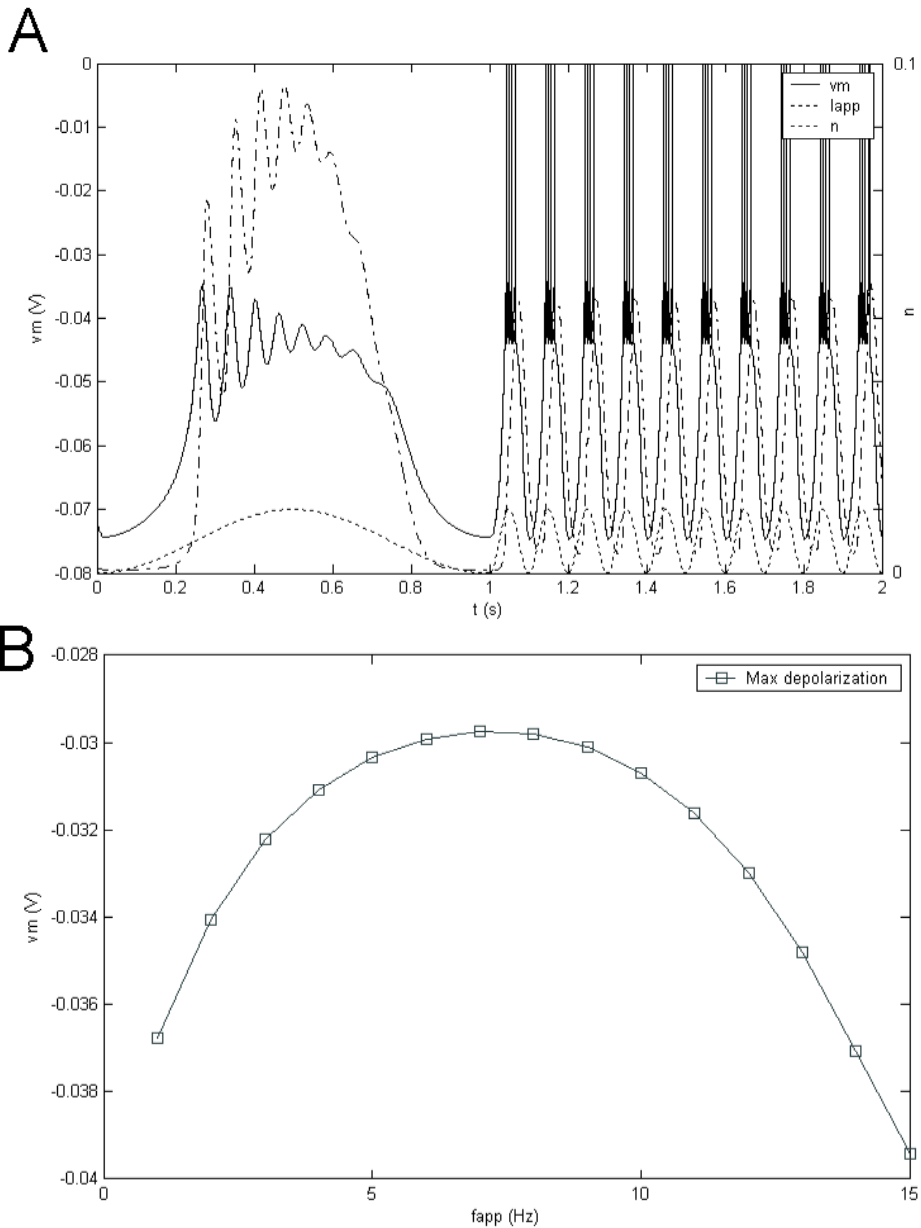 A
0
-0.01
-0.02
-0.03
-0.04
-0.05
-0.06
-0.07
-0.08
vm (V)
0 0.2 0.4 0.6 0.8 1 1.2 1.4 1.6 1.8 2
t (s)
0.1
0
n
vm
Iapp
n
B
-0.028
-0.03
-0.032
-0.034
-0.036
-0.038
-0.04
vm (V)
0 5 10 15
fapp (Hz)
Max depolarization